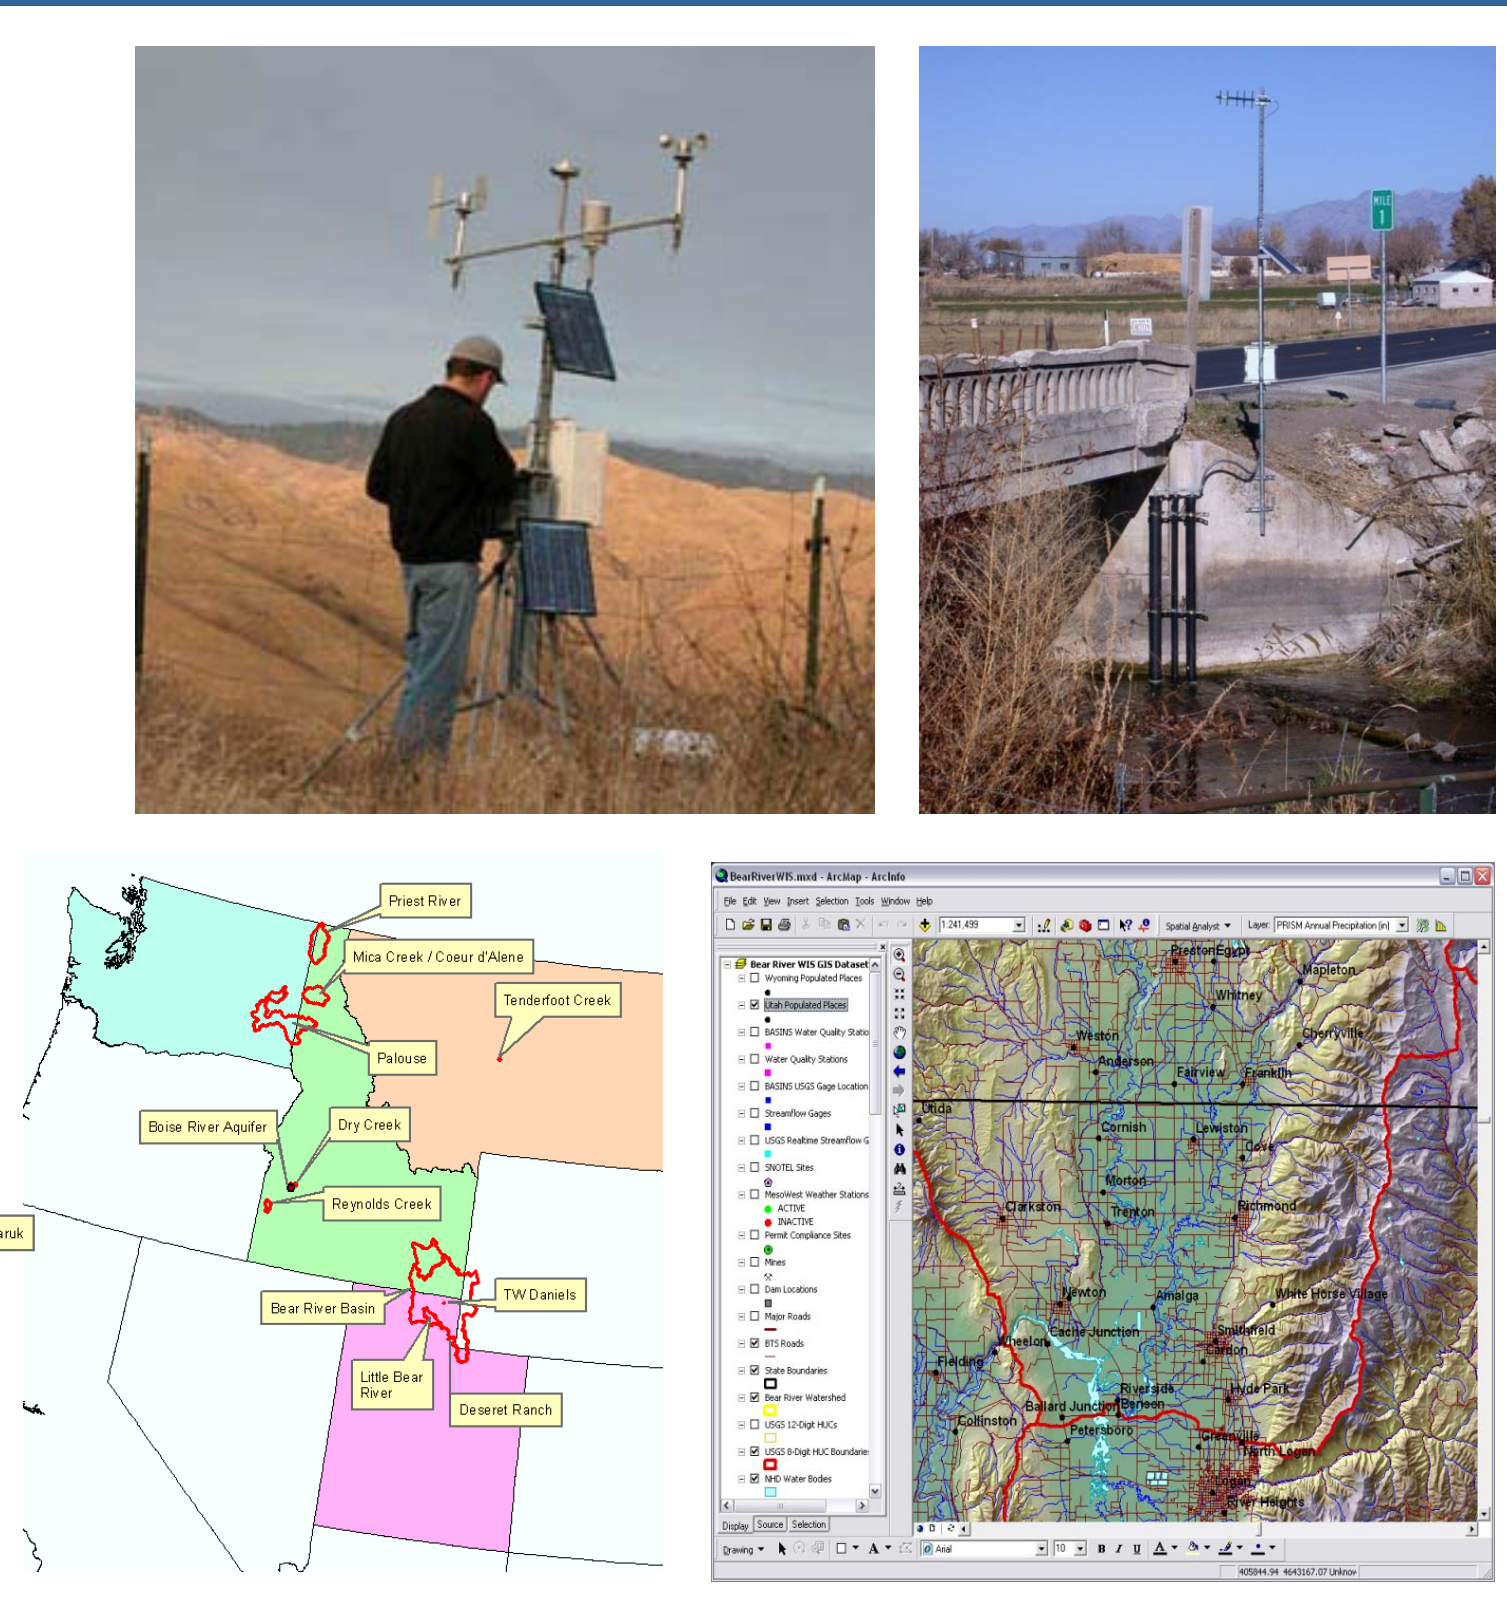 MILE
1
Priest River
Mica Creek / Coeur d'Alene
Tenderfoot Creek
Palouse
Boise River Aquifer
Dry Creek
Reynolds Creek
aruk
Bear River Basin
TW Daniels
Little Bear
River
Deseret Ranch
BearRiverWIS.mxd - ArcMap - ArcInfo
File Edit View Insert Selection Tools Window Help
1:241,499
Spatial Analyst
Layer: PRISM Annual Precipitation (in)
Bear River WIS GIS Dataset
Wyoming Populated Places
Utah Populated Places
BASINS Water Quality Statio
Water Quality Stations
BASINS USGS Gage Location
Streamflow Gages
USGS Realtime Streamflow G
SNOTEL Sites
MesoWest Weather Stations
ACTIVE
INACTIVE
Permit Compliance Sites
Mines
Dam Locations
Major Roads
BTS Roads
State Boundaries
Bear River Watershed
USGS 12-Digit HUCs
USGS 8-Digit HUC Boundarie
NHD Water Bodies
Display Source Selection
Preston Egypt
Mapleton
Whitney
Weston
Cherryville
Anderson
Fairview
Franklin
Utida
Cornish
Lewiston
Cove
Morton
Clarkston
Trenton
Richmond
Newton
Amalga
White Horse Village
Wheelon
Cache Junction
Smithfield
Cardon
Fielding
Riverside
Hyde Park
Ballard Junction
Benson
Collinston
Petersboro
Greenville
North Logan
Logan
River Heights
Drawing
A
Arial
10
B I U A
405844.94 4643167.07 Unknow